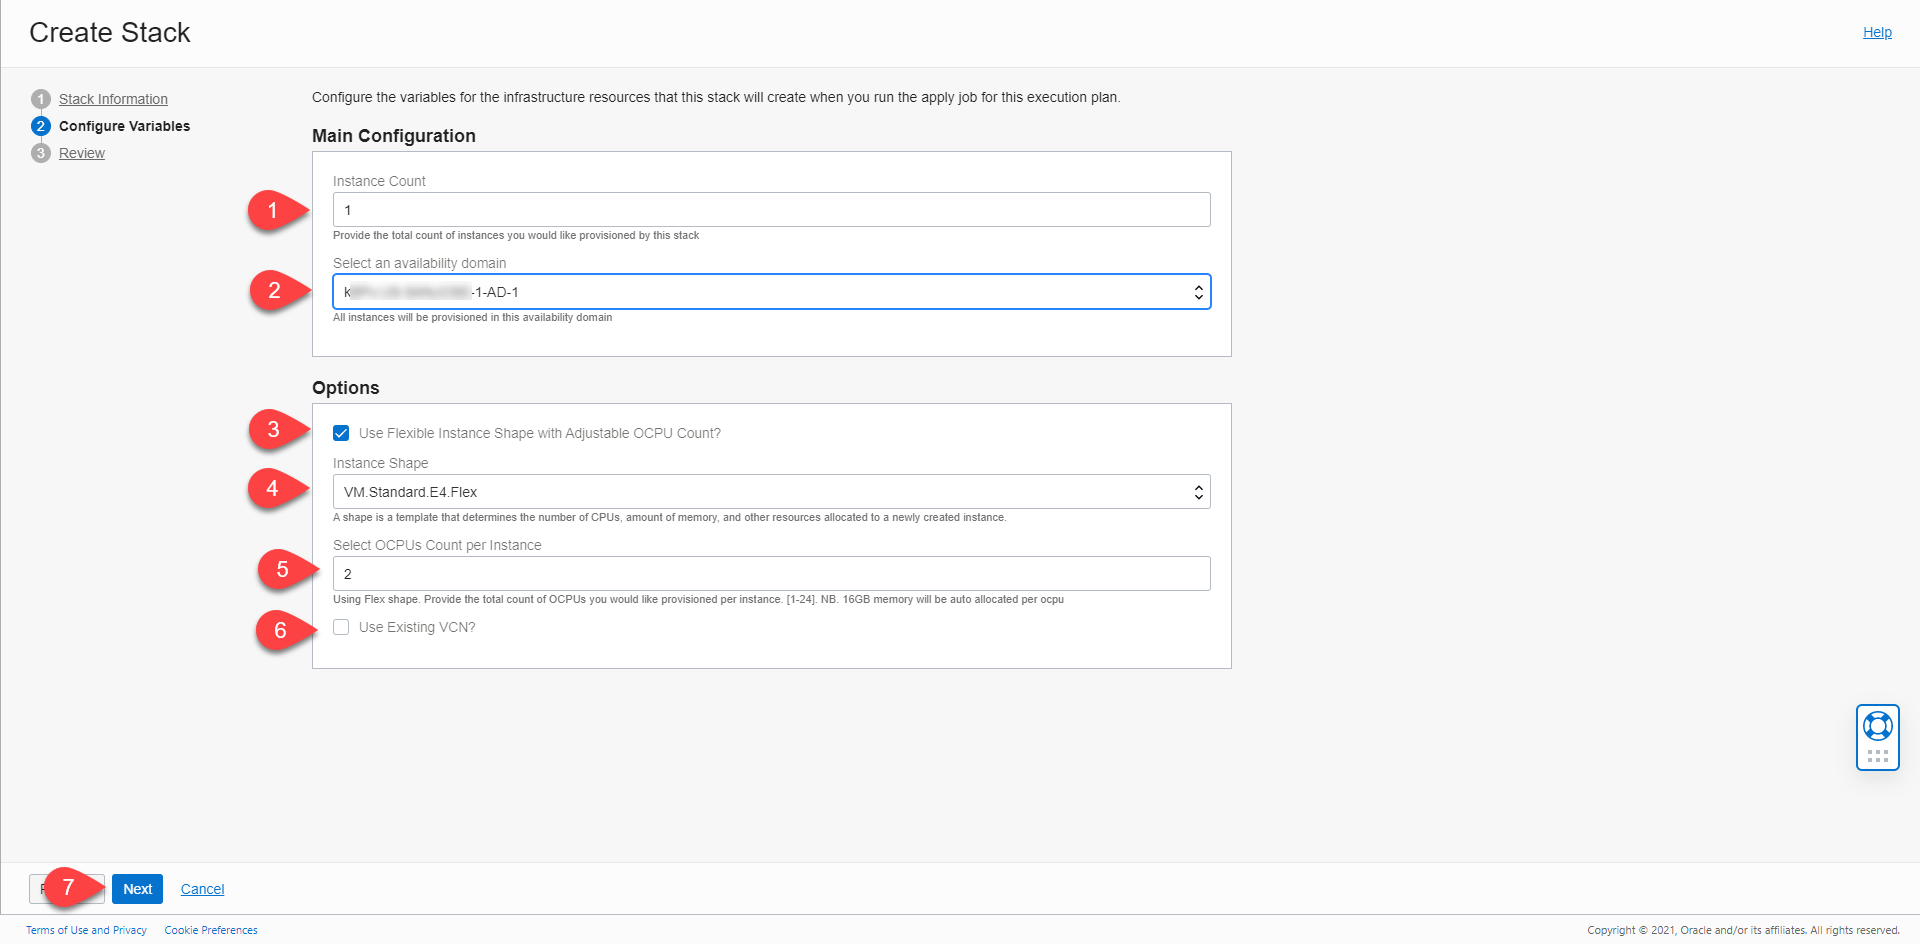 Create Stack
Help
1 Stack Information
2 Configure Variables
3 Review
Configure the variables for the infrastructure resources that this stack will create when you run the apply job for this execution plan.
Main Configuration
Instance Count
1
1
Provide the total count of instances you would like provisioned by this stack
Select an availability domain
2
-1-AD-1
All instances will be provisioned in this availability domain
Options
3
Use Flexible Instance Shape with Adjustable OCPU Count?
Instance Shape
4
VM.Standard.E4.Flex
A shape is a template that determines the number of CPUs, amount of memory, and other resources allocated to a newly created instance.
Select OCPUs Count per Instance
5
2
Using Flex shape. Provide the total count of OCPUs you would like provisioned per instance. [1-24]. NB. 16GB memory will be auto allocated per ocpu
6
Use Existing VCN?
7
Next
Cancel
Terms of Use and Privacy
Cookie Preferences
Copyright © 2021, Oracle and/or its affiliates. All rights reserved.